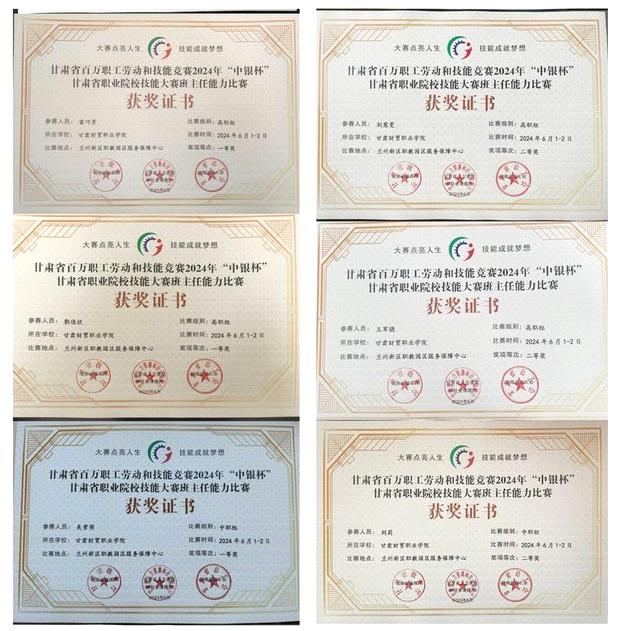 大赛点亮人生 技能成就梦想
甘肃省百万职工劳动和技能竞赛2024年“中银杯”
甘肃省职业院校技能大赛班主任能力比赛
获奖证书
参赛人员： 比赛组别：高职组
所在学校：甘肃财贸职业学院 比赛时间：2024年6月1-2日
比赛地点：兰州新区职教园区服务保障中心 奖项等次：一等奖
大赛点亮人生 技能成就梦想
甘肃省百万职工劳动和技能竞赛2024年“中银杯”
甘肃省职业院校技能大赛班主任能力比赛
获奖证书
参赛人员： 比赛组别：高职组
所在学校：甘肃财贸职业学院 比赛时间：2024年6月1-2日
比赛地点：兰州新区职教园区服务保障中心 奖项等次：二等奖
大赛点亮人生 技能成就梦想
甘肃省百万职工劳动和技能竞赛2024年“中银杯”
甘肃省职业院校技能大赛班主任能力比赛
获奖证书
参赛人员：郭佳欣 比赛组别：高职组
所在学校：甘肃财贸职业学院 比赛时间：2024年6月1-2日
比赛地点：兰州新区职教园区服务保障中心 奖项等次：一等奖
大赛点亮人生 技能成就梦想
甘肃省百万职工劳动和技能竞赛2024年“中银杯”
甘肃省职业院校技能大赛班主任能力比赛
获奖证书
参赛人员：王军骁 比赛组别：高职组
所在学校：甘肃财贸职业学院 比赛时间：2024年6月1-2日
比赛地点：兰州新区职教园区服务保障中心 奖项等次：二等奖
大赛点亮人生 技能成就梦想
甘肃省百万职工劳动和技能竞赛2024年“中银杯”
甘肃省职业院校技能大赛班主任能力比赛
获奖证书
参赛人员：吴雪萌 比赛组别：中职组
所在学校：甘肃财贸职业学院 比赛时间：2024年6月1-2日
比赛地点：兰州新区职教园区服务保障中心 奖项等次：一等奖
大赛点亮人生 技能成就梦想
甘肃省百万职工劳动和技能竞赛2024年“中银杯”
甘肃省职业院校技能大赛班主任能力比赛
获奖证书
参赛人员：刘莉 比赛组别：中职组
所在学校：甘肃财贸职业学院 比赛时间：2024年6月1-2日
比赛地点：兰州新区职教园区服务保障中心 奖项等次：二等奖